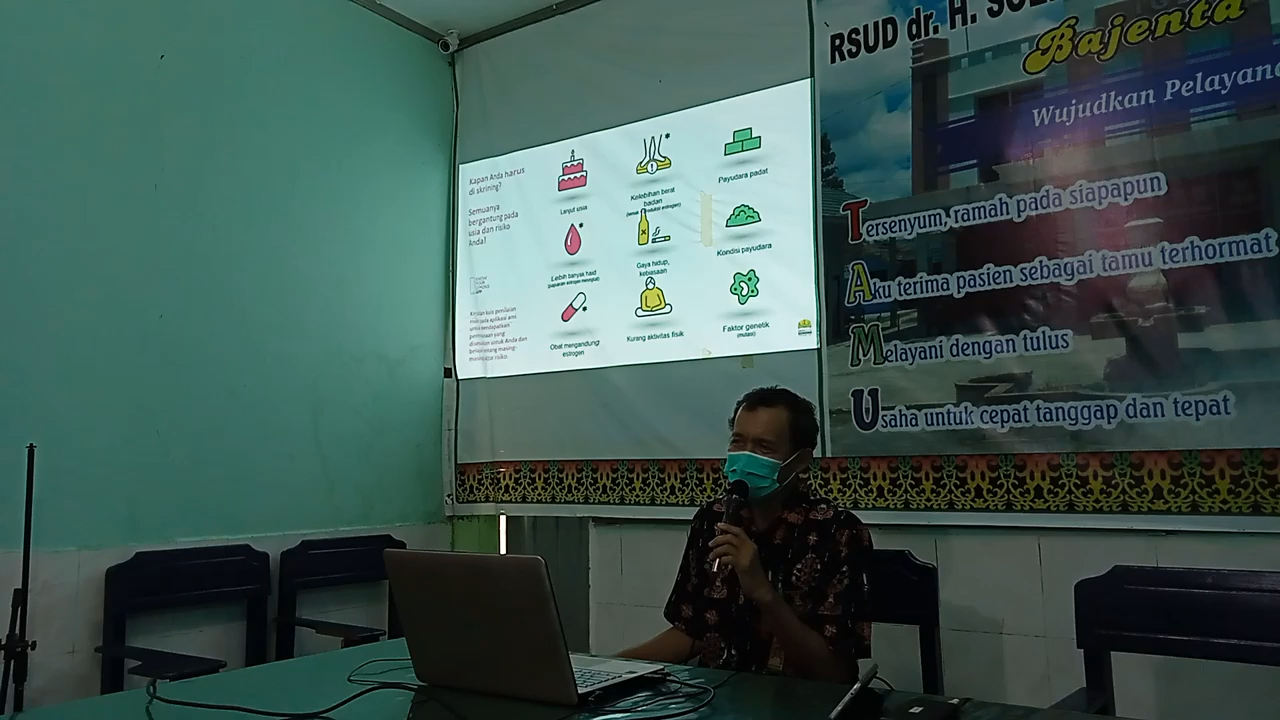 Kapan Anda harus
di skrining?
Semuanya
bergantung pada
usia dan risiko
Anda!
Lanjut usia
Kelebihan berat
badan
Payudara padat
Lebih banyak haid
Gaya hidup,
kebiasaan
Kondisi payudara
Obat mengandung
estrogen
Kurang aktivitas fisik
Faktor genetik
(mutasi)
RSUD dr. H.
Bajenta
Wujudkan
Tersenyum, ramah pada siapapun
Aku terima pasien sebagai tamu terhormat
Melayani dengan tulus
Usaha untuk cepat tanggap dan tepat